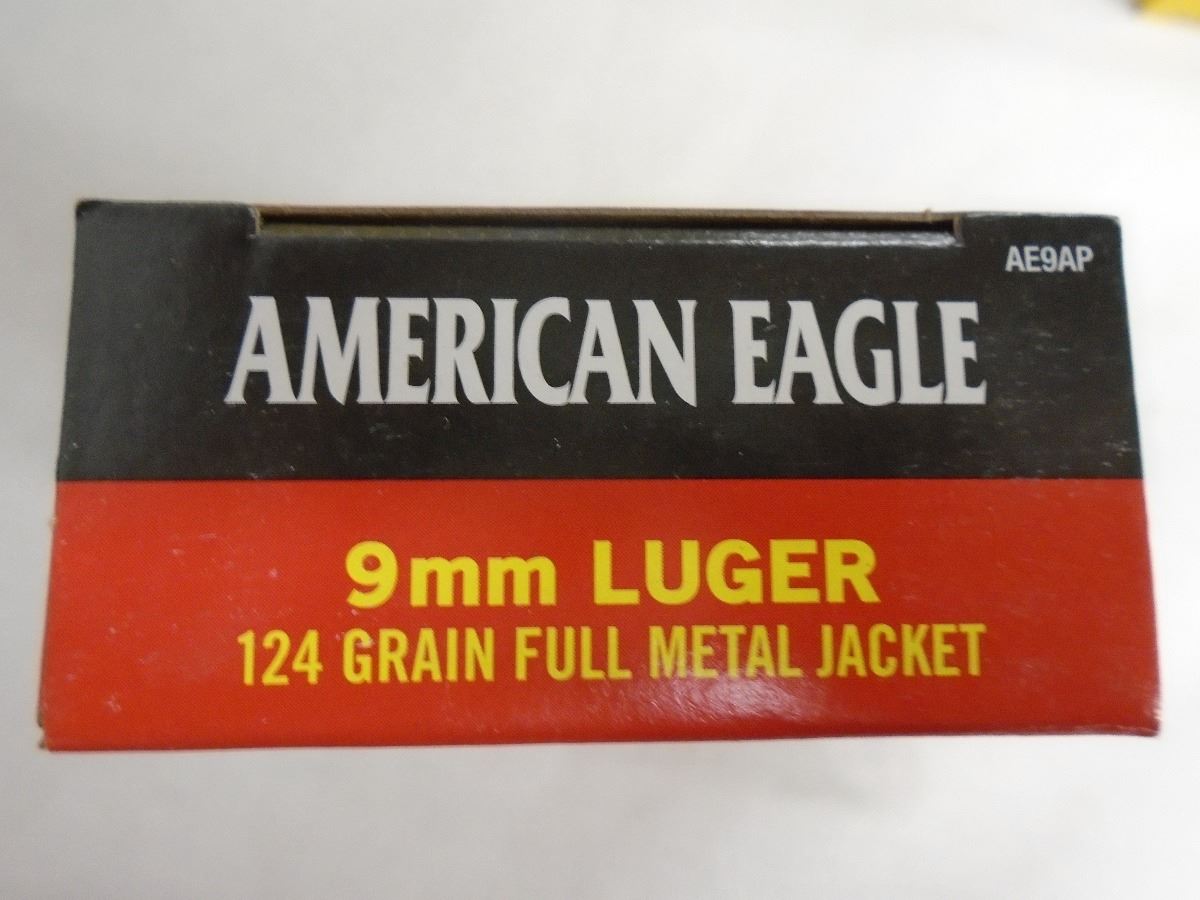 AE9AP
AMERICAN EAGLE
9mm LUGER
124 GRAIN FULL METAL JACKET